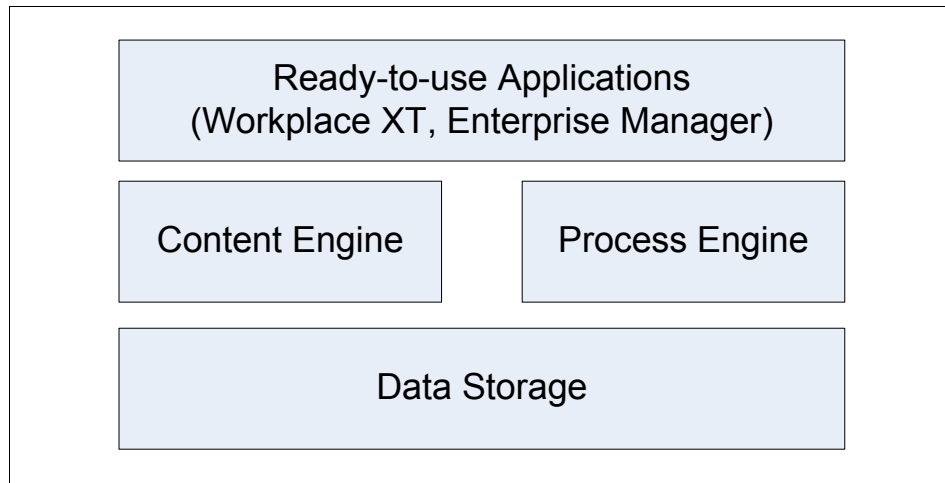 Ready-to-use Applications
(Workplace XT, Enterprise Manager)
Content Engine
Process Engine
Data Storage